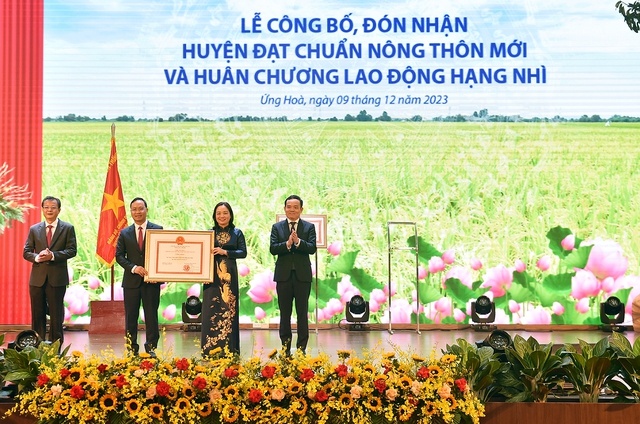 LỄ CÔNG BỐ, ĐÓN NHẬN
HUYỆN ĐẠT CHUẨN NÔNG THÔN MỚI
VÀ HUÂN CHƯƠNG LAO ĐỘNG HẠNG NHÌ
Ứng Hoà, ngày 09 tháng 12 năm 2023